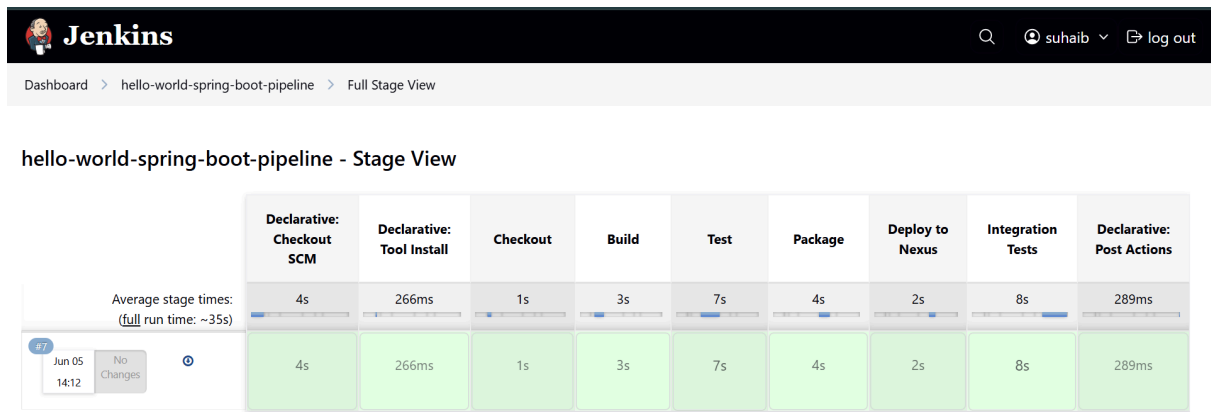 Jenkins
suhaib
log out
Dashboard
hello-world-spring-boot-pipeline
Full Stage View
hello-world-spring-boot-pipeline - Stage View
Declarative:
Checkout
SCM
Declarative:
Tool Install
Checkout
Build
Test
Package
Deploy to
Nexus
Integration
Tests
Declarative:
Post Actions
Average stage times:
(full run time: ~35s)
4s
266ms
1s
3s
7s
4s
2s
8s
289ms
#7
Jun 05
14:12
No
Changes
4s
266ms
1s
3s
7s
4s
2s
8s
289ms